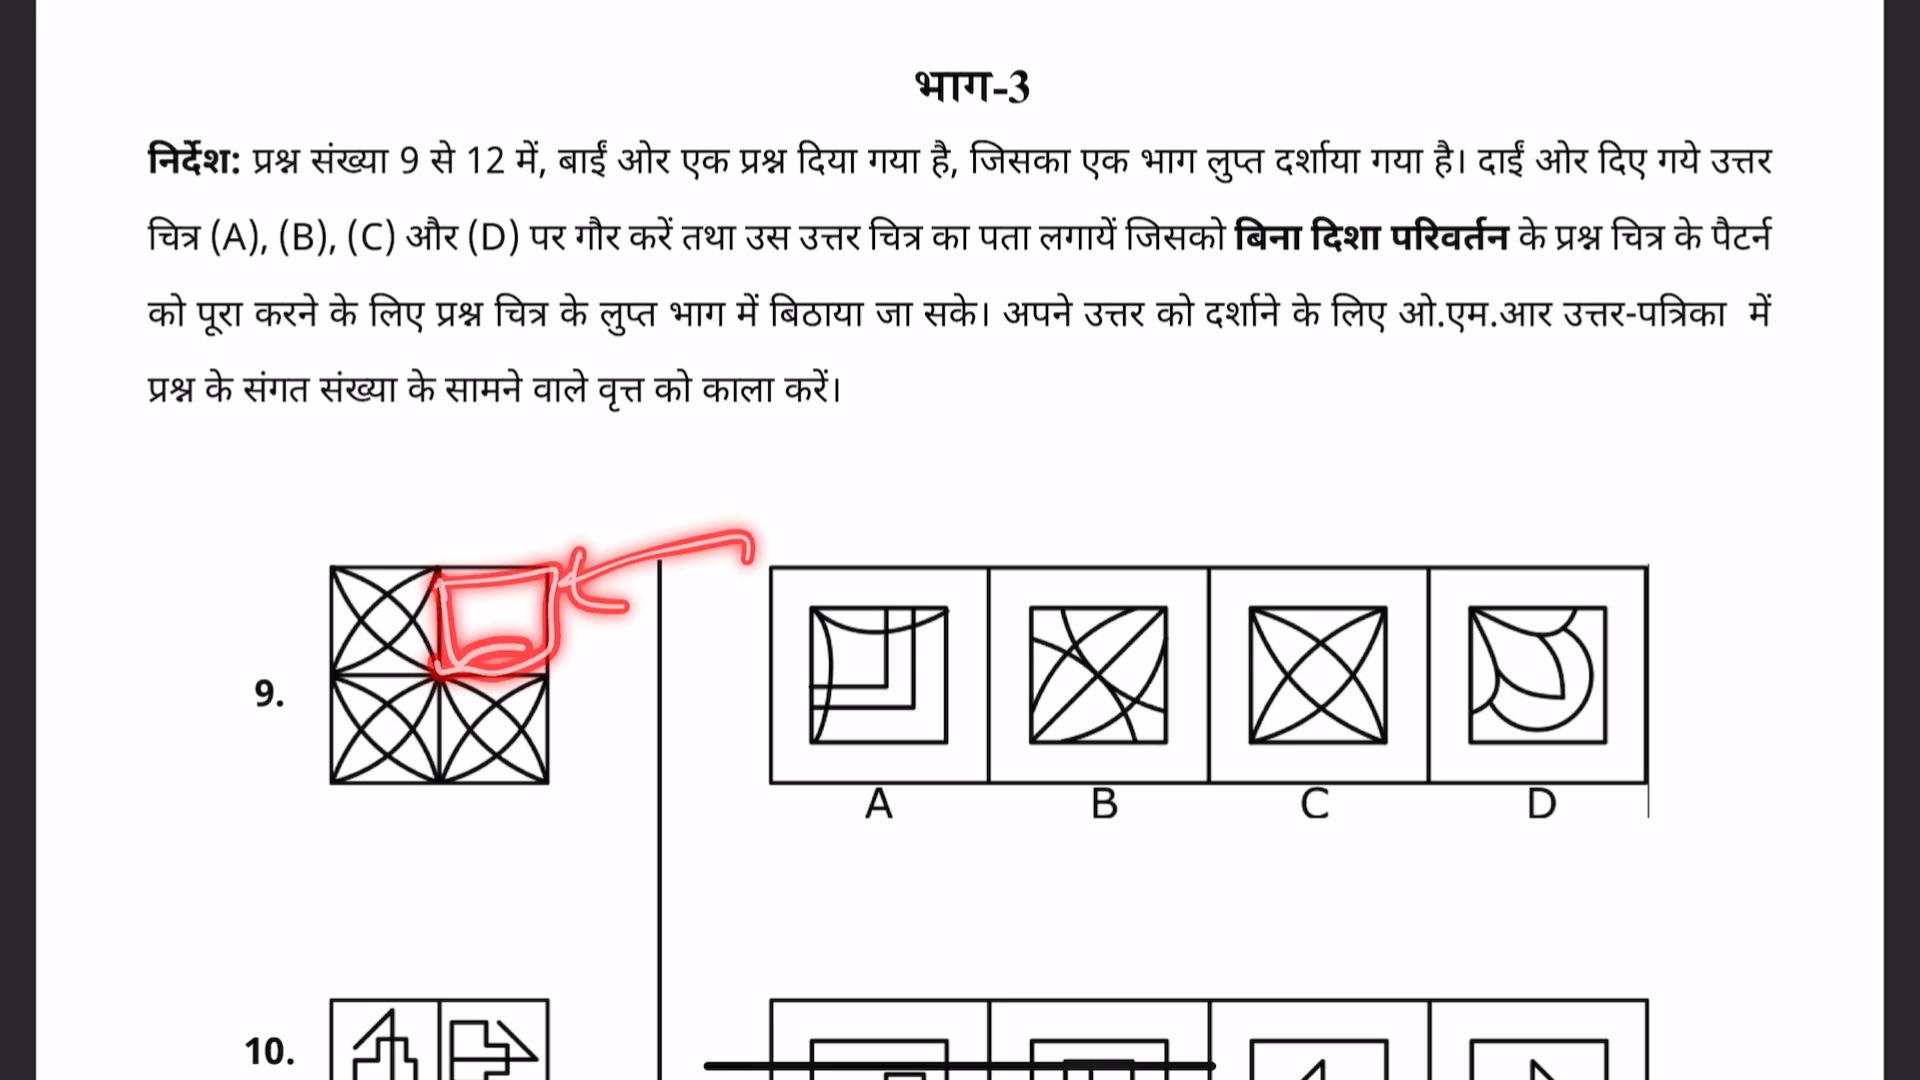 भाग-3
निर्देश: प्रश्न संख्या 9 से 12 में, बाईं ओर एक प्रश्न दिया गया है, जिसका एक भाग लुप्त दर्शाया गया है। दाईं ओर दिए गये उत्तर
चित्र (A), (B), (C) और (D) पर गौर करें तथा उस उत्तर चित्र का पता लगायें जिसको बिना दिशा परिवर्तन के प्रश्न चित्र के पैटर्न
को पूरा करने के लिए प्रश्न चित्र के लुप्त भाग में बिठाया जा सके। अपने उत्तर को दर्शाने के लिए ओ.एम.आर उत्तर-पत्रिका में
प्रश्न के संगत संख्या के सामने वाले वृत्त को काला करें।
9.
A B C D
10.